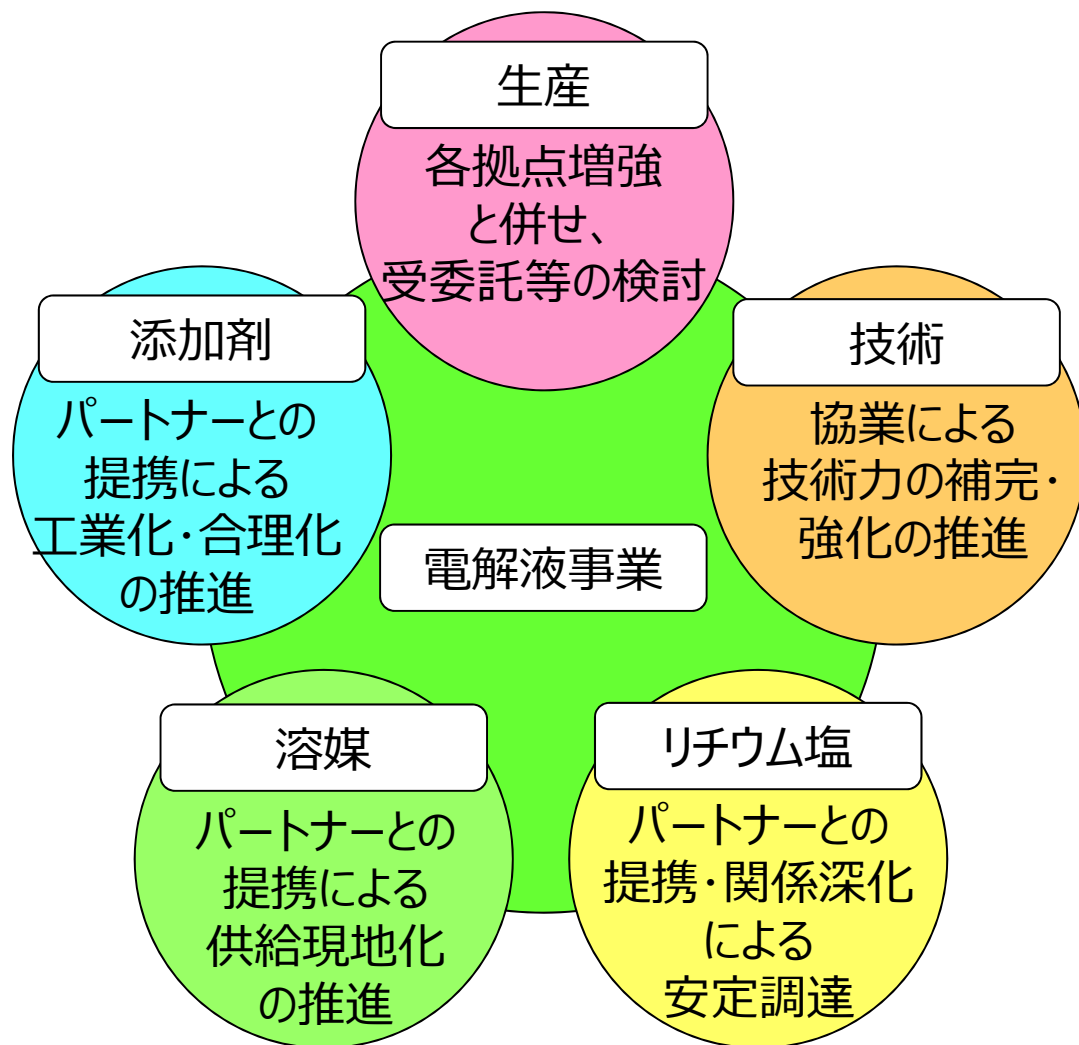 生産
各拠点増強
と併せ、
受委託等の検討
添加剤
パートナーとの
提携による
工業化・合理化
の推進
技術
協業による
技術力の補完・
強化の推進
電解液事業
溶媒
パートナーとの
提携による
供給現地化
の推進
リチウム塩
パートナーとの
提携・関係深化
による
安定調達